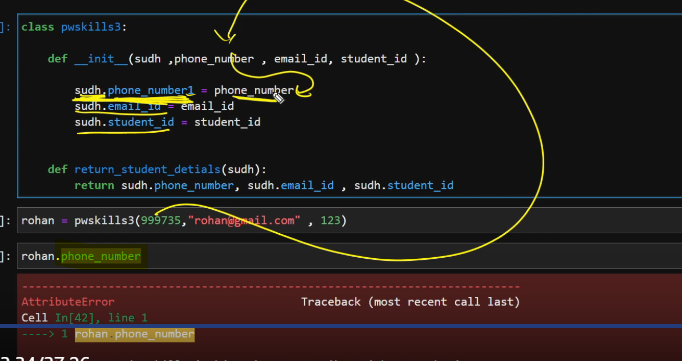 ]: class pwskills3:
def __init__(sudh ,phone_number , email_id, student_id ):
sudh.phone_number1 = phone_number
sudh.email_id = email_id
sudh.student_id = student_id
def return_student_detials(sudh):
return sudh.phone_number, sudh.email_id , sudh.student_id
]: rohan = pwskills3(999735,"rohan@gmail.com" , 123)
]: rohan.phone_number
---------------------------------------------------------------------------
AttributeError Traceback (most recent call last)
Cell In[42], line 1
----> 1 rohan.phone_number